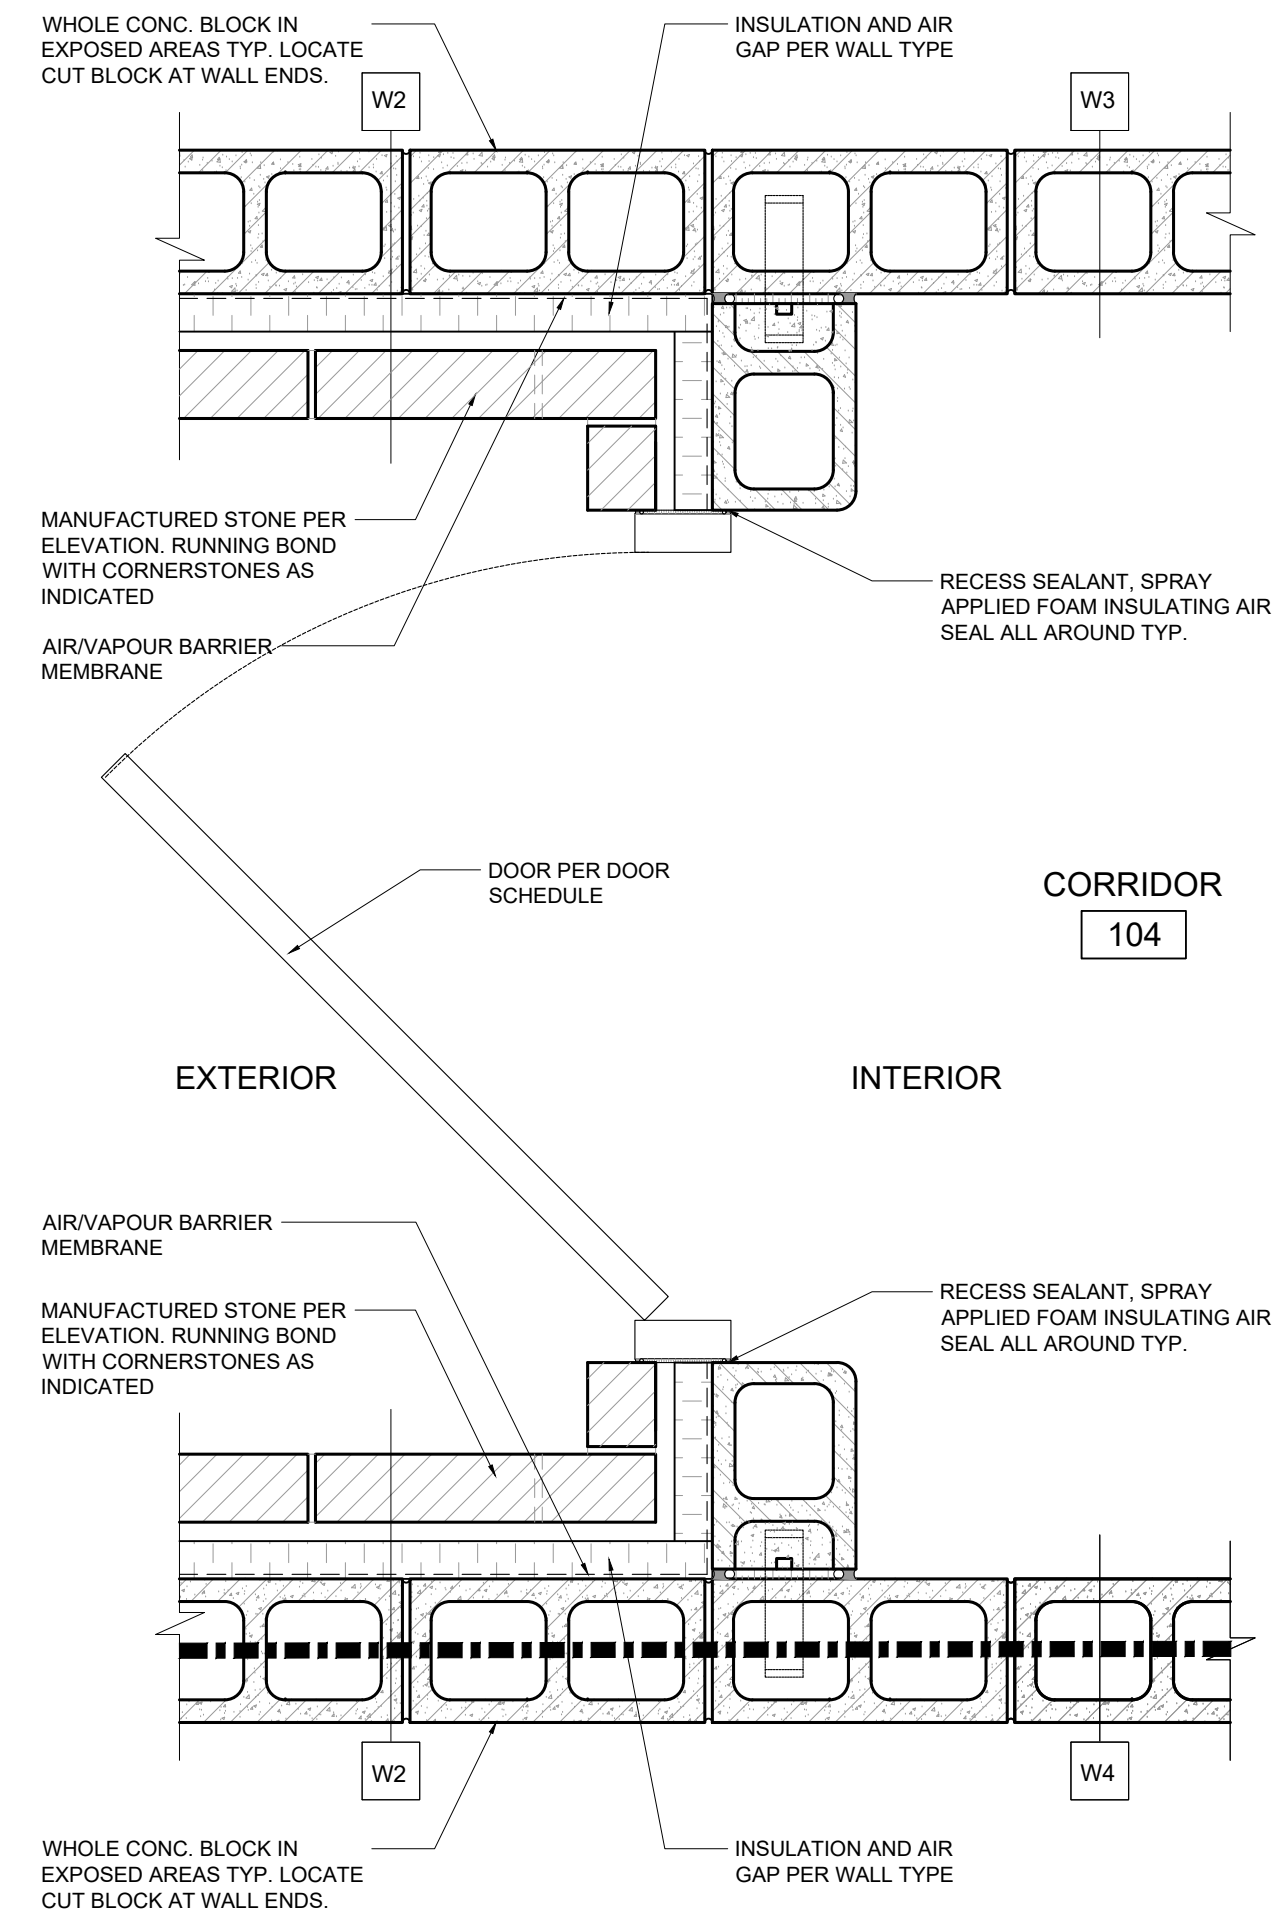 WHOLE CONC. BLOCK IN
EXPOSED AREAS TYP. LOCATE
CUT BLOCK AT WALL ENDS.
INSULATION AND AIR
GAP PER WALL TYPE
W2
W3
MANUFACTURED STONE PER
ELEVATION. RUNNING BOND
WITH CORNERSTONES AS
INDICATED
RECESS SEALANT, SPRAY
APPLIED FOAM INSULATING AIR
SEAL ALL AROUND TYP.
AIR/VAPOUR BARRIER
MEMBRANE
DOOR PER DOOR
SCHEDULE
CORRIDOR
104
EXTERIOR
INTERIOR
AIR/VAPOUR BARRIER
MEMBRANE
MANUFACTURED STONE PER
ELEVATION. RUNNING BOND
WITH CORNERSTONES AS
INDICATED
RECESS SEALANT, SPRAY
APPLIED FOAM INSULATING AIR
SEAL ALL AROUND TYP.
W2
W4
WHOLE CONC. BLOCK IN
EXPOSED AREAS TYP. LOCATE
CUT BLOCK AT WALL ENDS.
INSULATION AND AIR
GAP PER WALL TYPE